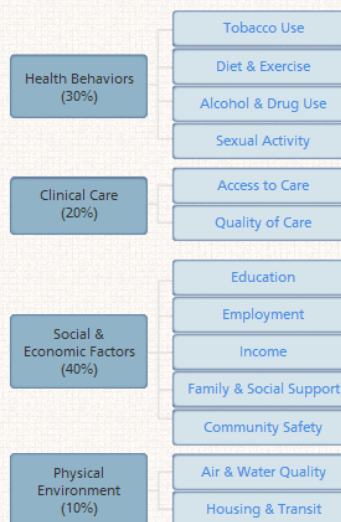 Health Behaviors
(30%)
Tobacco Use
Diet & Exercise
Alcohol & Drug Use
Sexual Activity
Clinical Care
(20%)
Access to Care
Quality of Care
Social &
Economic Factors
(40%)
Education
Employment
Income
Family & Social Support
Community Safety
Physical
Environment
(10%)
Air & Water Quality
Housing & Transit